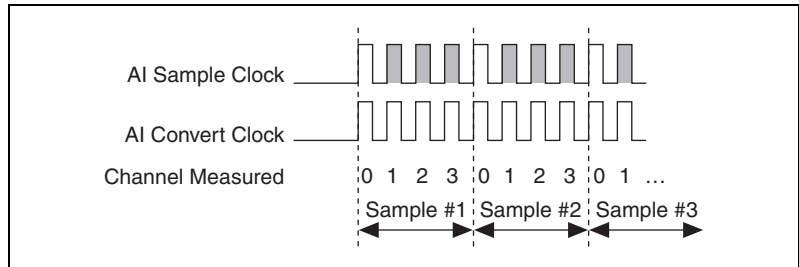 AI Sample Clock
AI Convert Clock
Channel Measured 0 1 2 3 0 1 2 3 0 1 ...
Sample #1 Sample #2 Sample #3